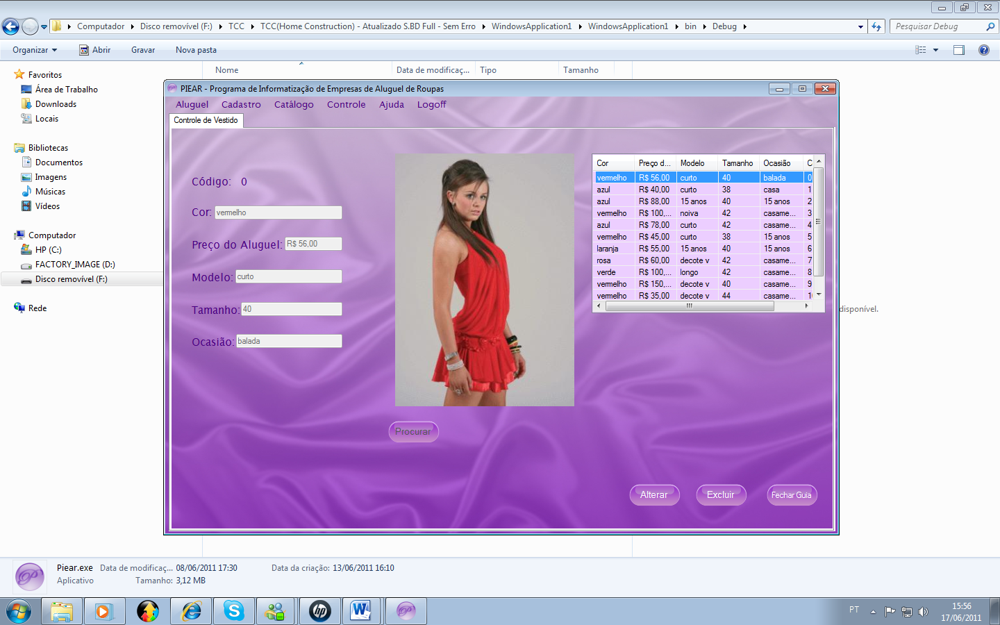 Computador Disco removível (F:) TCC TCC(Home Construction) - Atualizado S.BD Full - Sem Erro WindowsApplication1 WindowsApplication1 bin Debug
Pesquisar Debug
Organizar Abrir Gravar Nova pasta
Nome Data de modificaç... Tipo Tamanho
Favoritos
Área de Trabalho
Downloads
Locais
Bibliotecas
Documentos
Imagens
Músicas
Vídeos
Computador
HP (C:)
FACTORY_IMAGE (D:)
Disco removível (F:)
Rede
disponível.
PIEAR - Programa de Informatização de Empresas de Aluguel de Roupas
Aluguel Cadastro Catálogo Controle Ajuda Logoff
Controle de Vestido
Código: 0
Cor: vermelho
Preço do Aluguel: R$ 56,00
Modelo: curto
Tamanho: 40
Ocasião: balada
Procurar
Cor Preço d... Modelo Tamanho Ocasião C
vermelho R$ 56,00 curto 40 balada 0
azul R$ 40,00 curto 38 casa 1
azul R$ 88,00 15 anos 40 15 anos 2
vermelho R$ 100,... noiva 42 casame... 3
azul R$ 78,00 curto 42 casame... 4
vermelho R$ 45,00 curto 38 15 anos 5
laranja R$ 55,00 15 anos 40 15 anos 6
rosa R$ 60,00 decote v 42 casame... 7
verde R$ 100,... longo 42 casame... 8
vermelho R$ 150,... decote v 40 casame... 9
vermelho R$ 35,00 decote v 44 casame... 1
Alterar Excluir Fechar Guia
Piear.exe Data de modificaç... 08/06/2011 17:30 Data da criação: 13/06/2011 16:10
Aplicativo Tamanho: 3,12 MB
hp
PT
15:56
17/06/2011